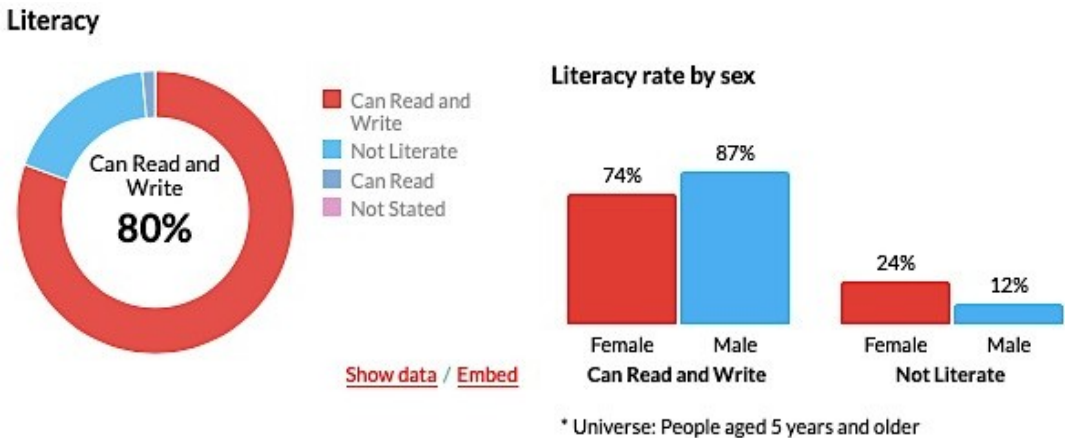 Literacy
Can Read and
Write
80%
Can Read and
Write
Not Literate
Can Read
Not Stated
Show data / Embed
Literacy rate by sex
74%
87%
24%
12%
Female
Male
Female
Male
Can Read and Write
Not Literate
* Universe: People aged 5 years and older